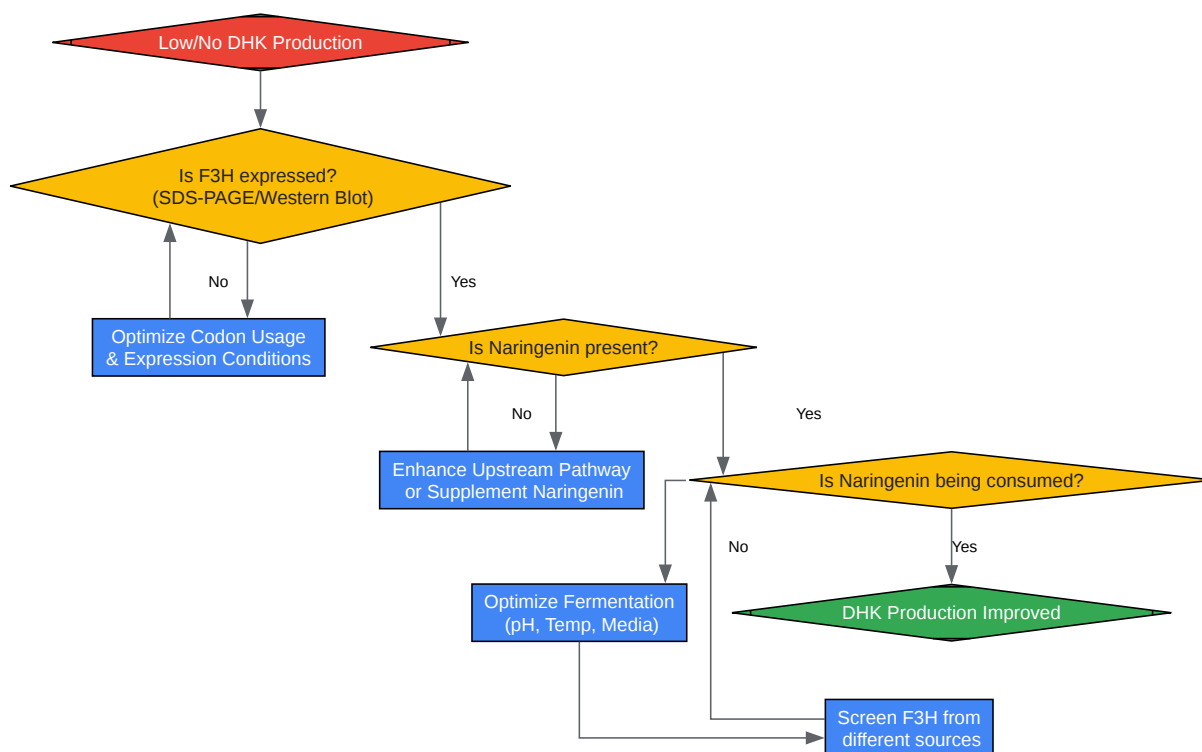 Low/No DHK Production
Is F3H expressed?
(SDS-PAGE/Western Blot)
No
Yes
Optimize Codon Usage
& Expression Conditions
Is Naringenin present?
No
Yes
Enhance Upstream Pathway
or Supplement Naringenin
Is Naringenin being consumed?
No
Yes
Optimize Fermentation
(pH, Temp, Media)
DHK Production Improved
Screen F3H from
different sources